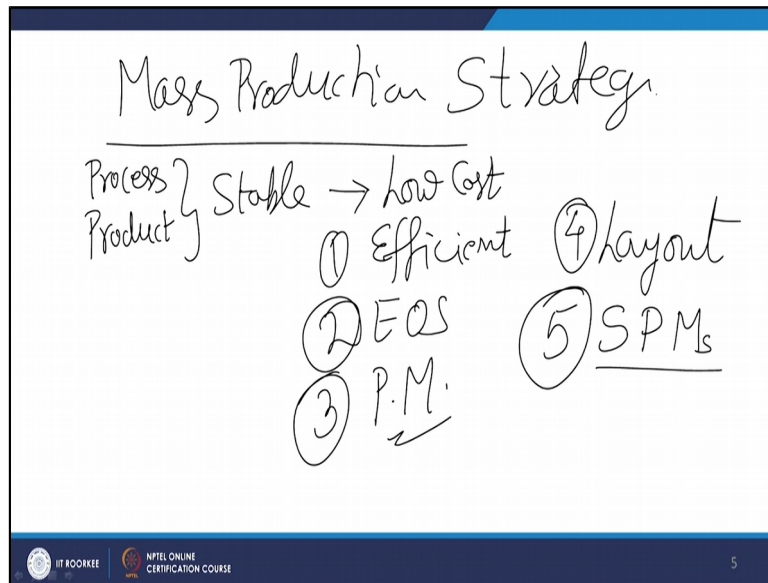 Mass Production Strategy
Process } Stable → Low Cost
Product
① Efficient
② EOS
③ P.M.
④ Layout
⑤ SPMs
IIT ROORKEE
NPTEL ONLINE
CERTIFICATION COURSE
5